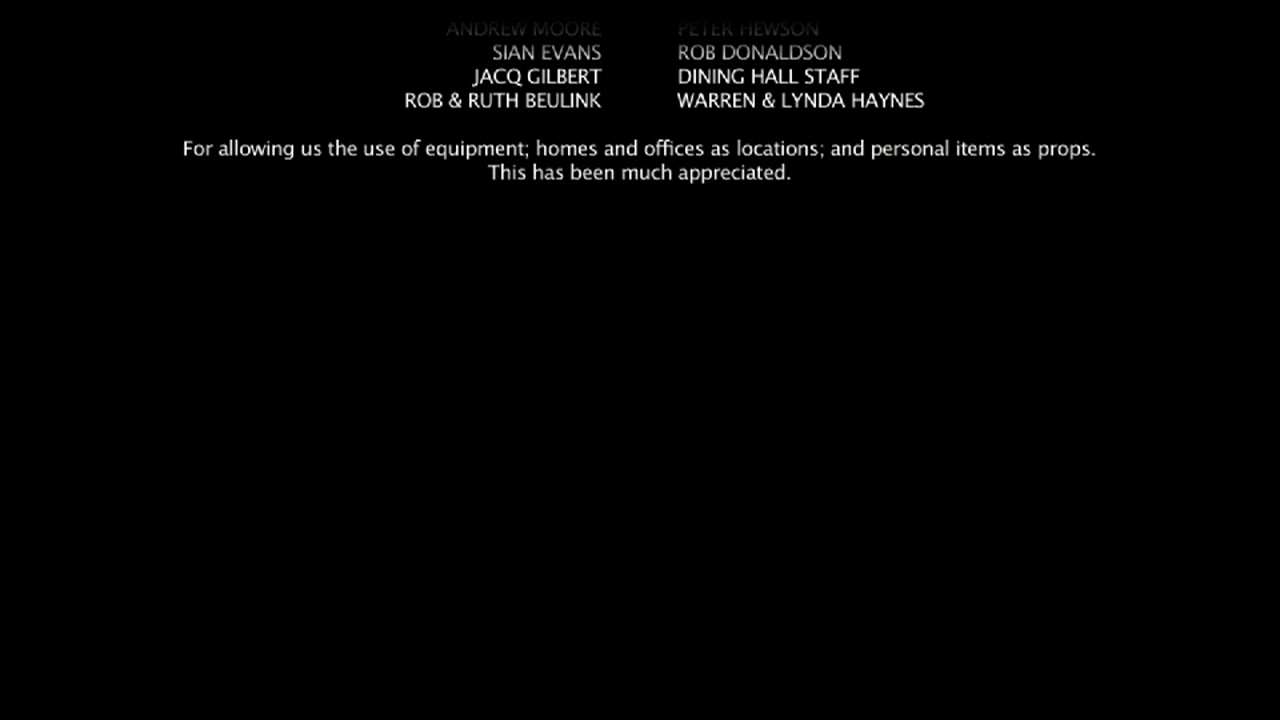 ANDREW MOORE PETER HEWSON
SIAN EVANS ROB DONALDSON
JACQ GILBERT DINING HALL STAFF
ROB & RUTH BEULINK WARREN & LYNDA HAYNES
For allowing us the use of equipment; homes and offices as locations; and personal items as props.
This has been much appreciated.